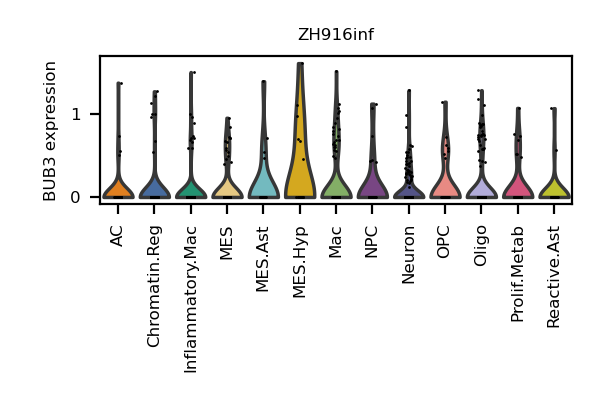 ZH916inf
BUB3 expression
1
0
AC
Chromatin.Reg
Inflammatory.Mac
MES
MES.Ast
MES.Hyp
Mac
NPC
Neuron
OPC
Oligo
Prolif.Metab
Reactive.Ast